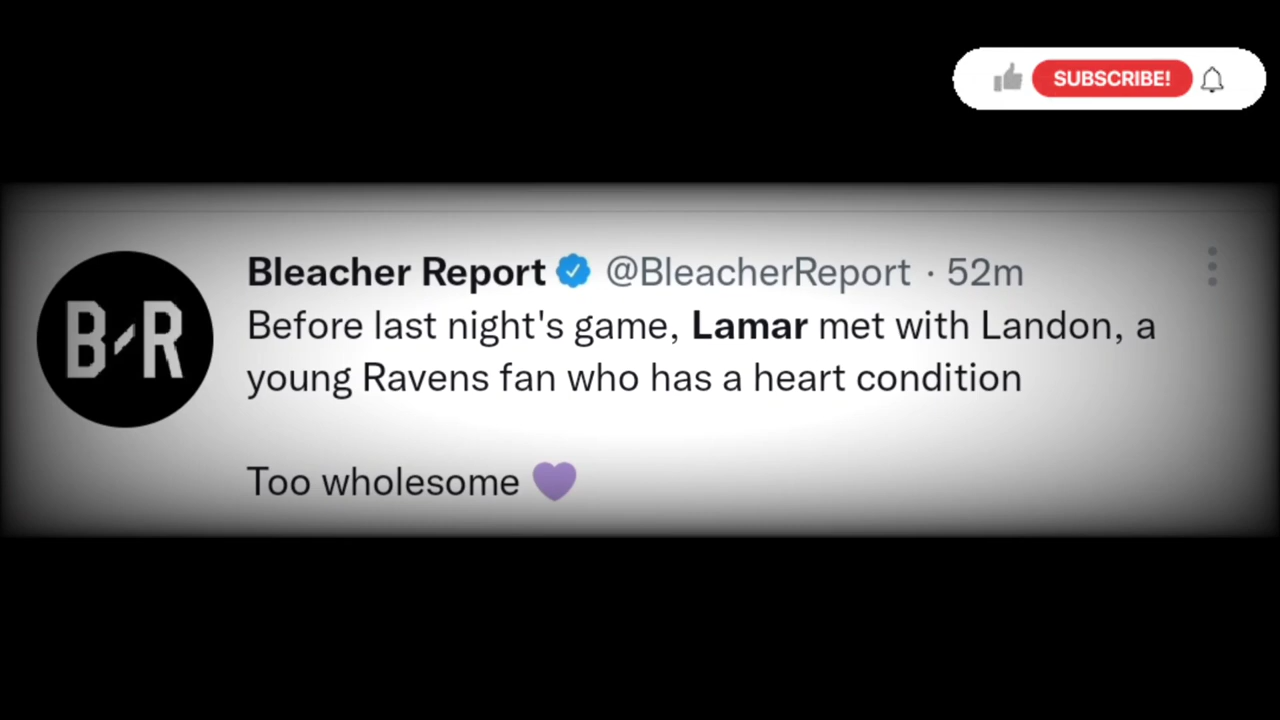 SUBSCRIBE!
B/R
Bleacher Report @BleacherReport · 52m
Before last night's game, Lamar met with Landon, a
young Ravens fan who has a heart condition
Too wholesome 💜